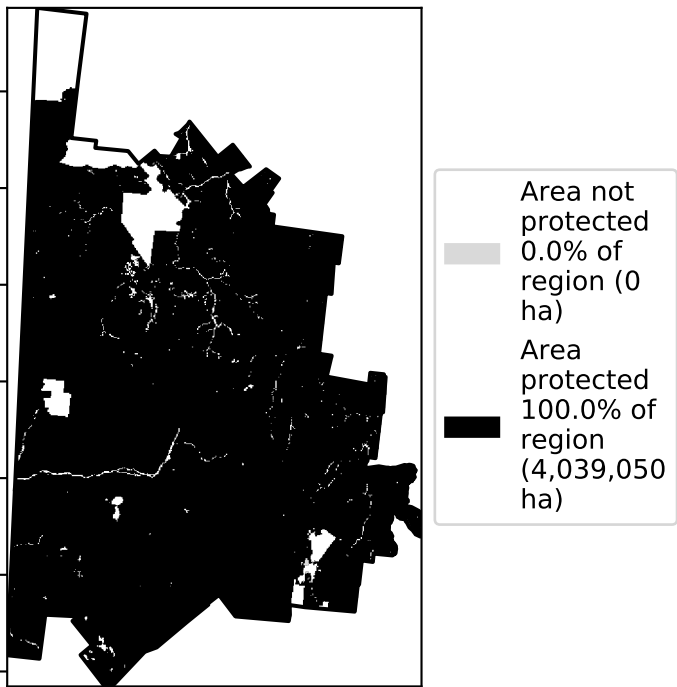 Area not
protected
0.0% of
region (0
ha)
Area
protected
100.0% of
region
(4,039,050
ha)